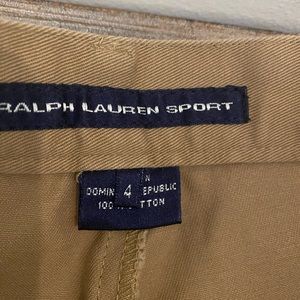 RALPH LAUREN SPORT
4
N
DOMIN EPUBLIC
100 TTON